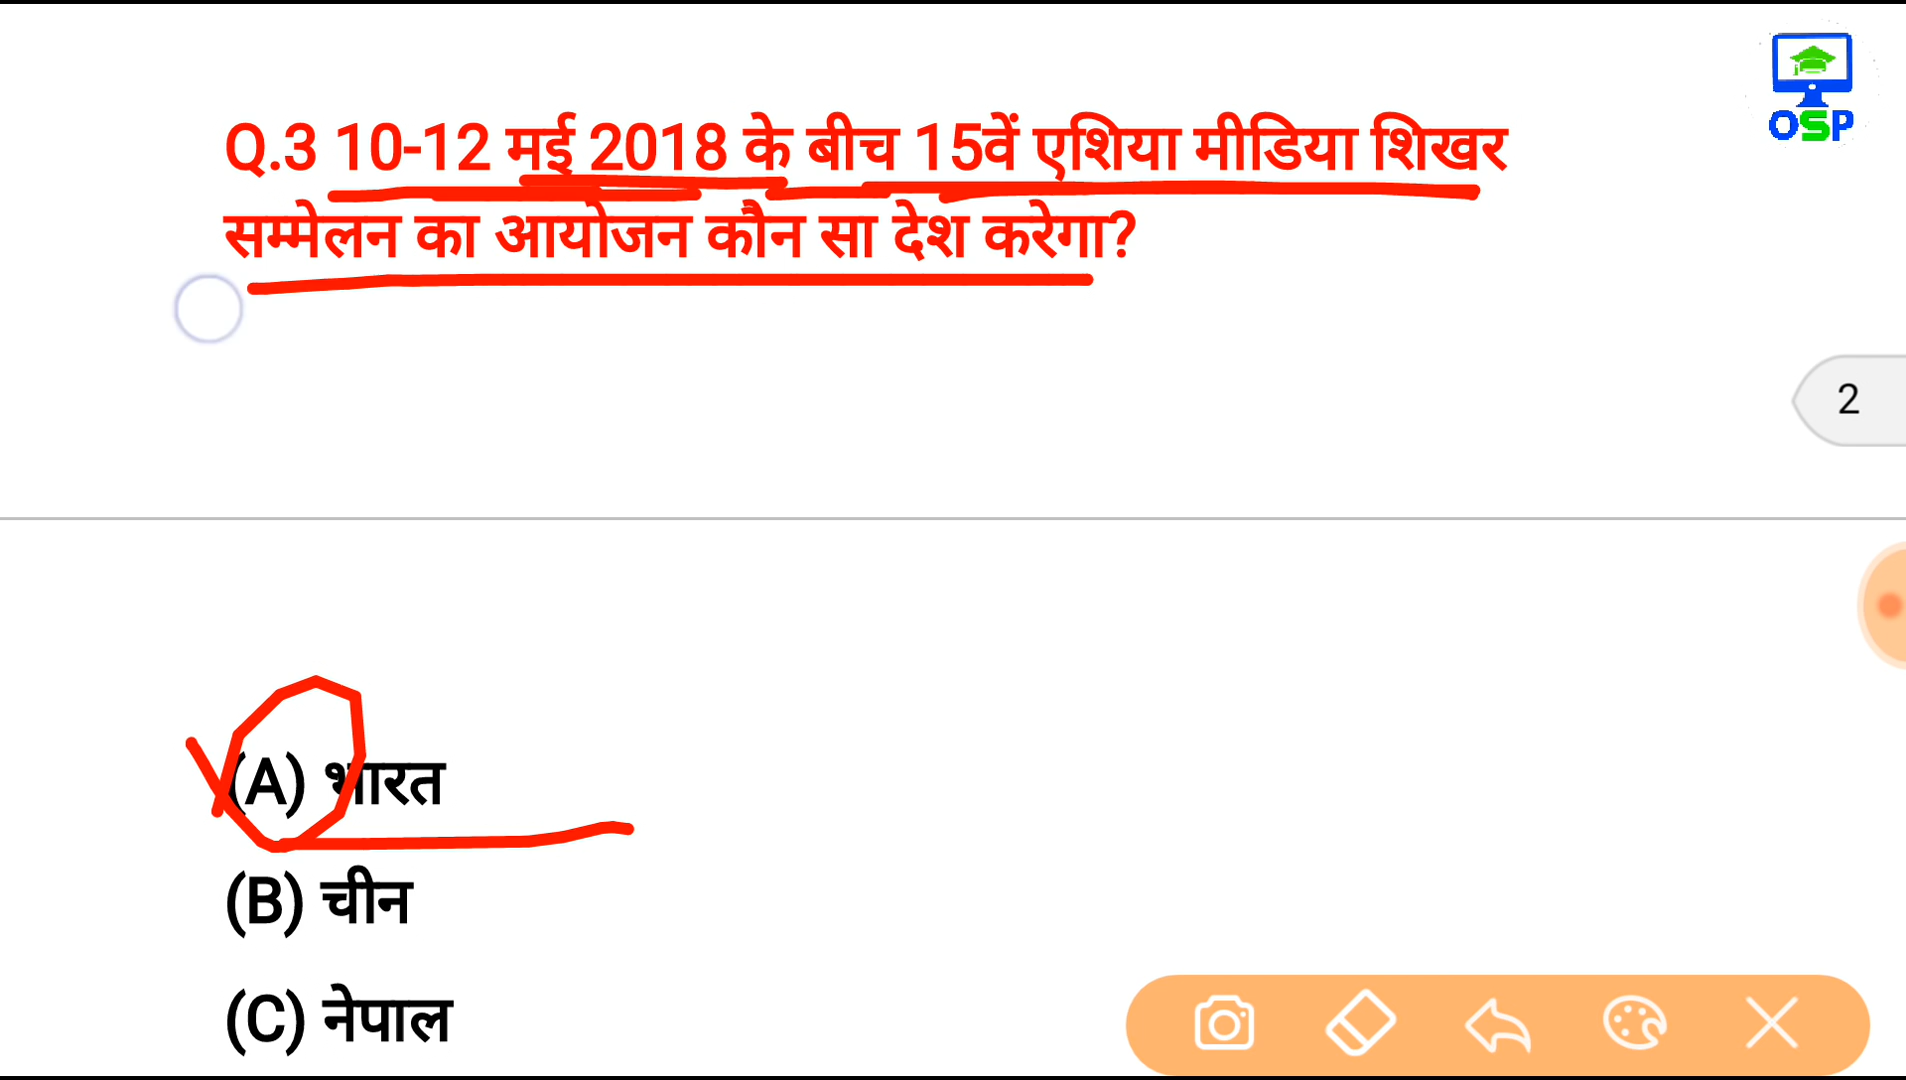 OSP
Q.3 10-12 मई 2018 के बीच 15वें एशिया मीडिया शिखर
सम्मेलन का आयोजन कौन सा देश करेगा?
2
(A) भारत
(B) चीन
(C) नेपाल